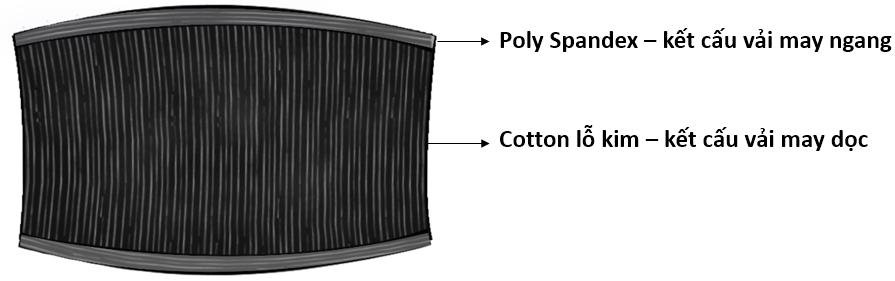 Poly Spandex – kết cấu vải may ngang
Cotton lỗ kim – kết cấu vải may dọc